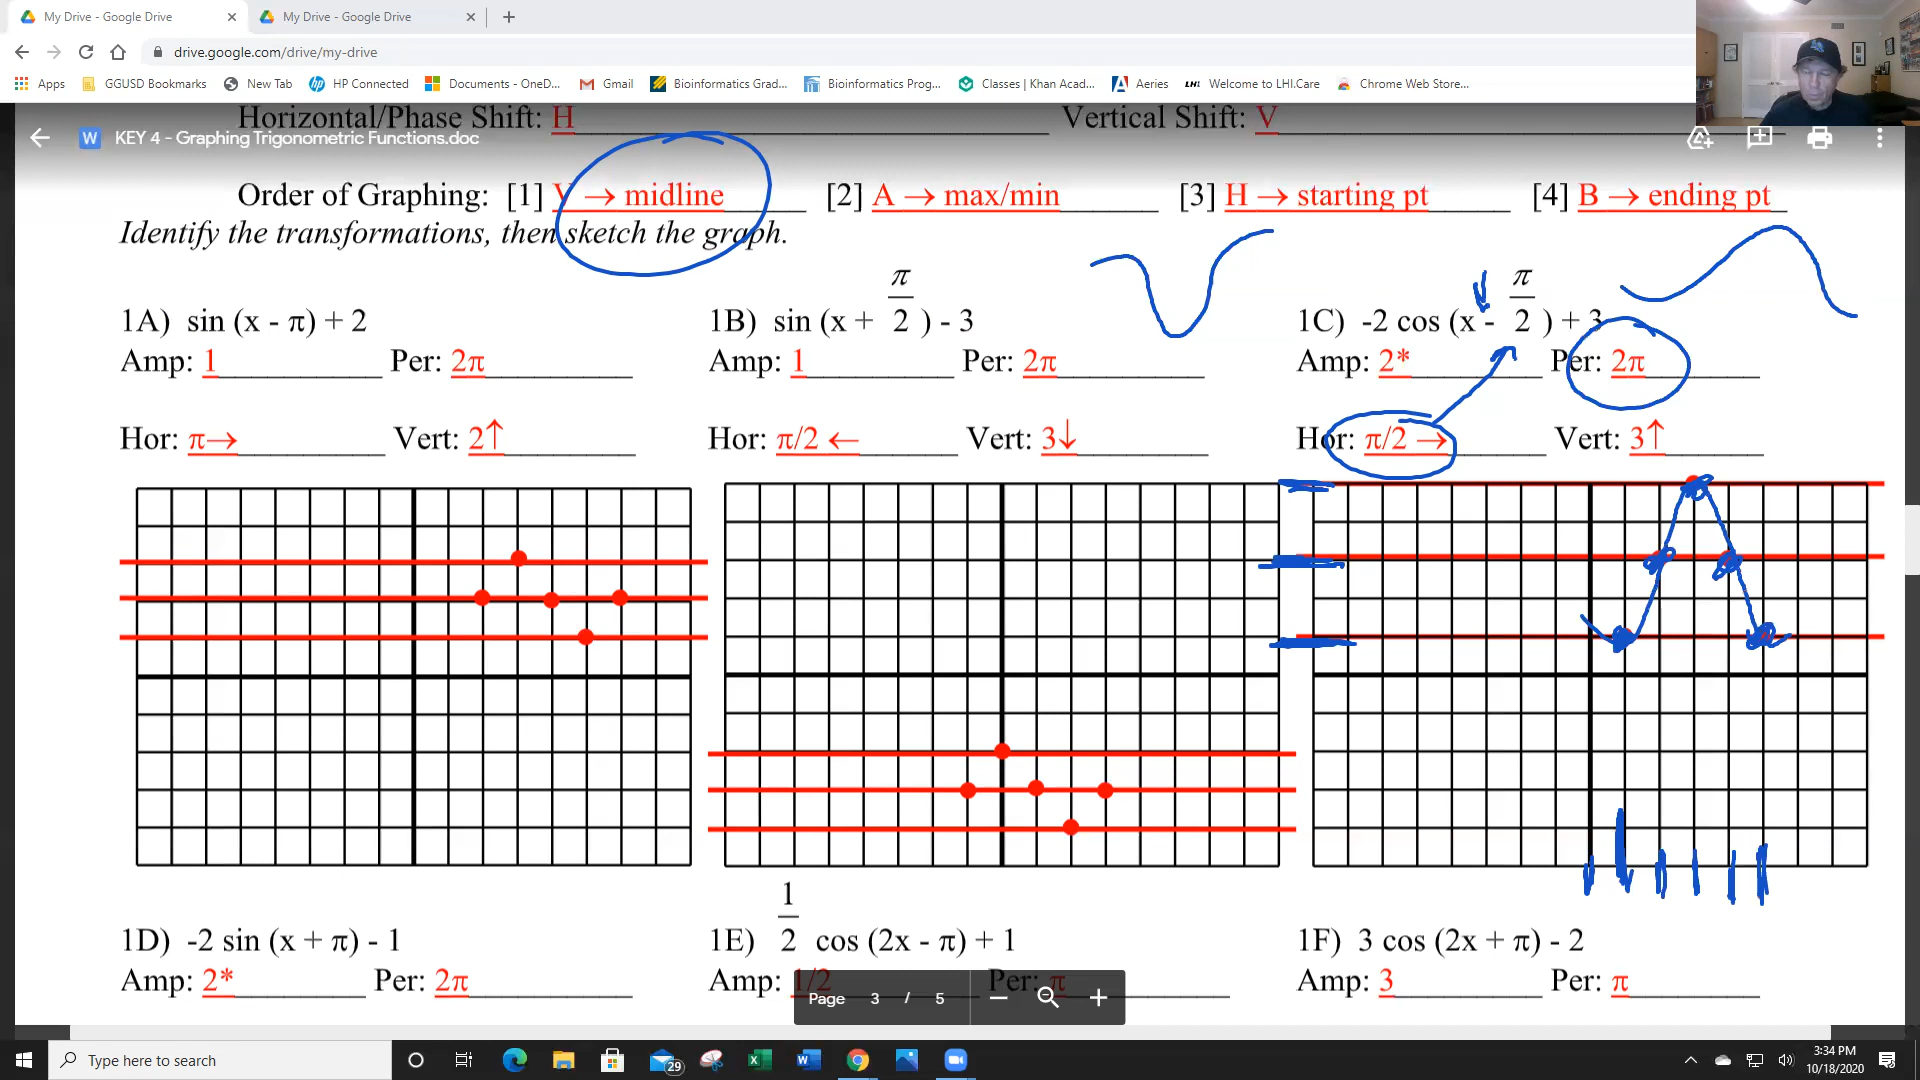 My Drive - Google Drive
My Drive - Google Drive
drive.google.com/drive/my-drive
Apps
GGUSD Bookmarks
New Tab
HP Connected
Documents - OneD...
Gmail
Bioinformatics Grad...
Bioinformatics Prog...
Classes | Khan Acad...
Aeries
LHI. Welcome to LHI.Care
Chrome Web Store...
Horizontal/Phase Shift: H Vertical Shift: V
W KEY 4 - Graphing Trigonometric Functions.doc
Order of Graphing: [1] V → midline [2] A → max/min [3] H → starting pt [4] B → ending pt
Identify the transformations, then sketch the graph.
1A) sin (x - π) + 2
Amp: 1 Per: 2π
Hor: π→ Vert: 2↑
1B) sin (x + π/2 ) - 3
Amp: 1 Per: 2π
Hor: π/2 ← Vert: 3↓
1C) -2 cos (x - π/2 ) + 3
Amp: 2* Per: 2π
Hor: π/2 → Vert: 3↑
1D) -2 sin (x + π) - 1
Amp: 2* Per: 2π
1E) 1/2 cos (2x - π) + 1
Amp: 1/2 Per: π
1F) 3 cos (2x + π) - 2
Amp: 3 Per: π
Page 3 / 5
Type here to search
29
3:34 PM
10/18/2020